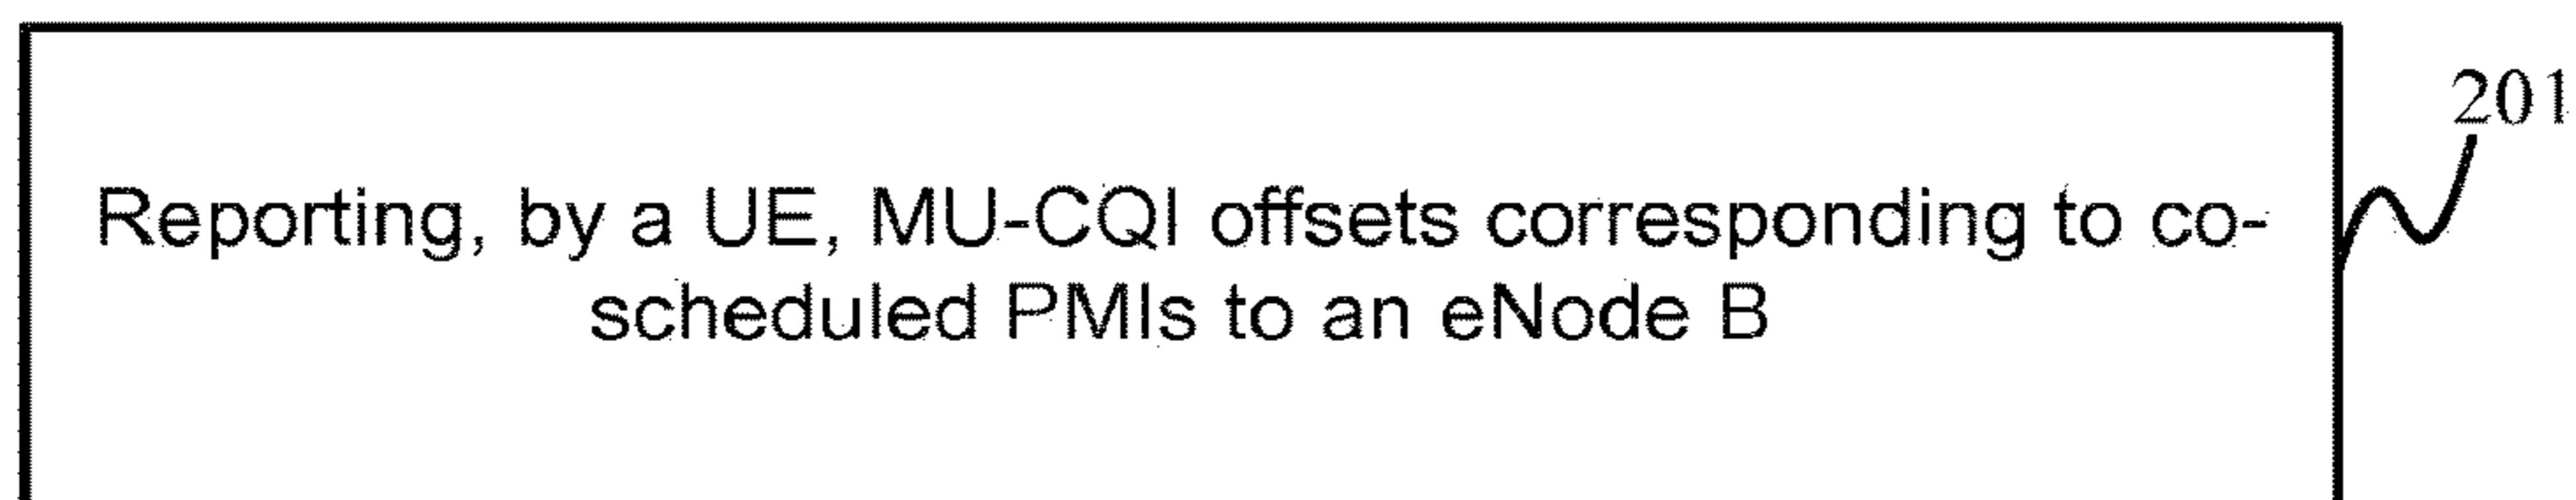 201
Reporting, by a UE, MU-CQI offsets corresponding to co-
scheduled PMIs to an eNode B